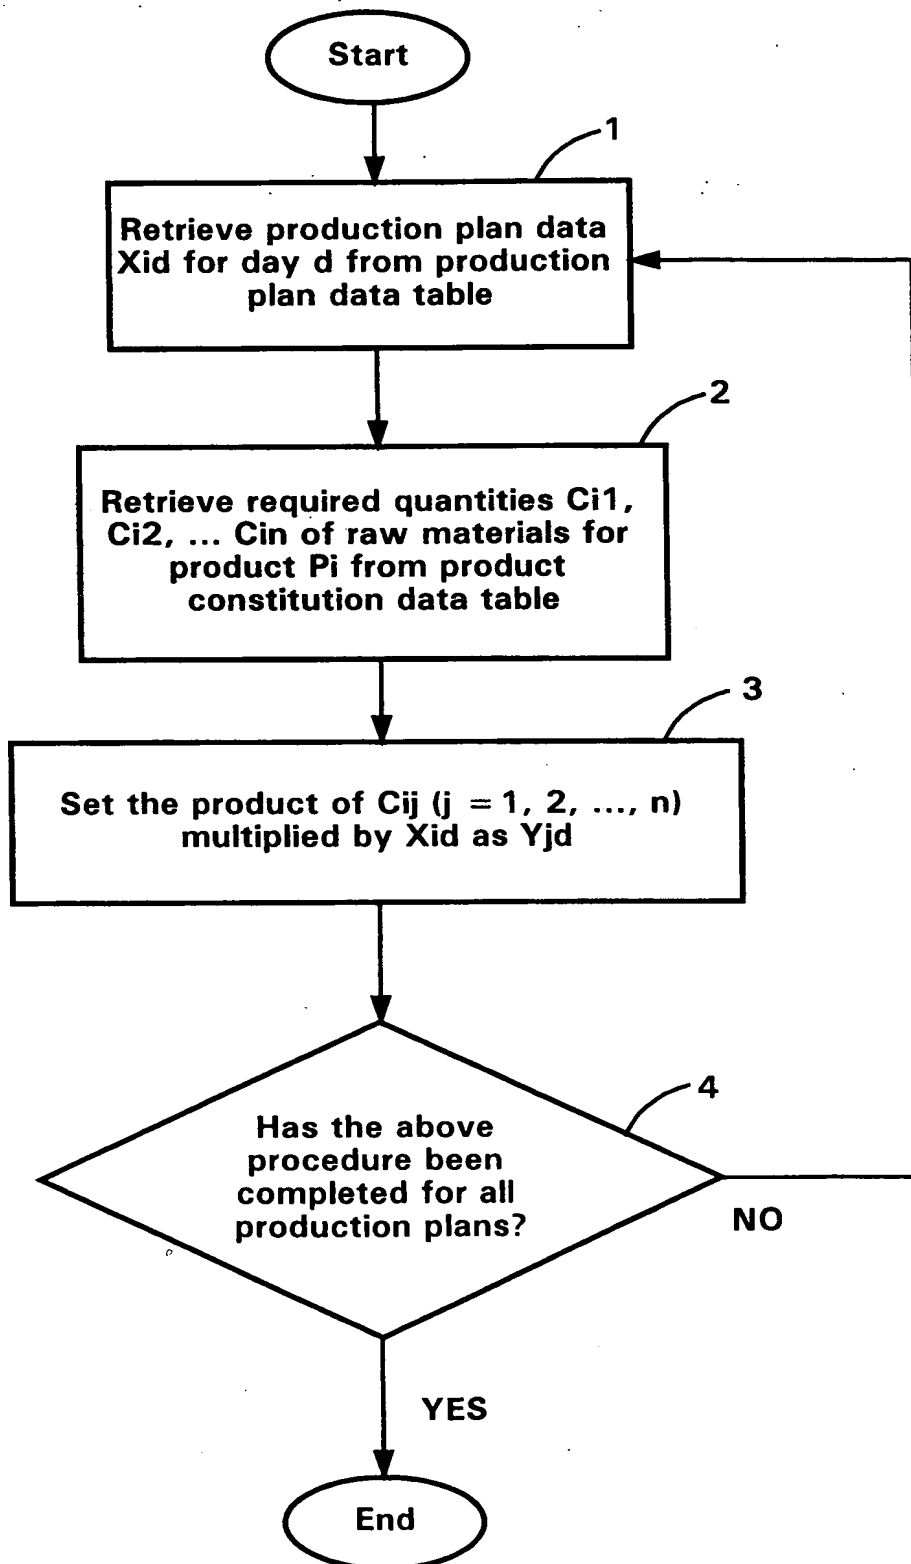 Start
1
Retrieve production plan data
Xid for day d from production
plan data table
2
Retrieve required quantities Ci1,
Ci2, ... Cin of raw materials for
product Pi from product
constitution data table
3
Set the product of Cij (j = 1, 2, ..., n)
multiplied by Xid as Yjd
4
Has the above
procedure been
completed for all
production plans?
NO
YES
End